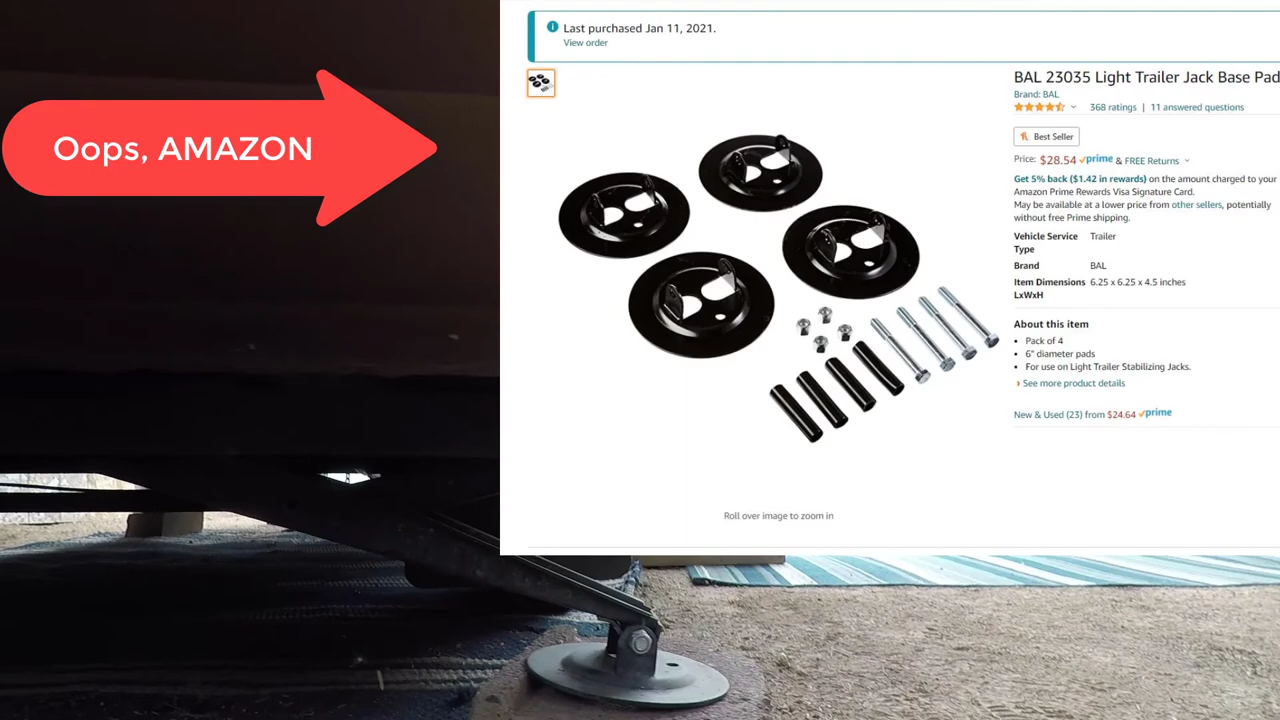 Last purchased Jan 11, 2021.
View order
Oops, AMAZON
BAL 23035 Light Trailer Jack Base Pad
Brand: BAL
368 ratings | 11 answered questions
Best Seller
Price: $28.54 prime & FREE Returns
Get 5% back ($1.42 in rewards) on the amount charged to your
Amazon Prime Rewards Visa Signature Card.
May be available at a lower price from other sellers, potentially
without free Prime shipping.
Vehicle Service Trailer
Type
Brand BAL
Item Dimensions 6.25 x 6.25 x 4.5 inches
LxWxH
About this item
• Pack of 4
• 6" diameter pads
• For use on Light Trailer Stabilizing Jacks.
› See more product details
New & Used (23) from $24.64 prime
Roll over image to zoom in